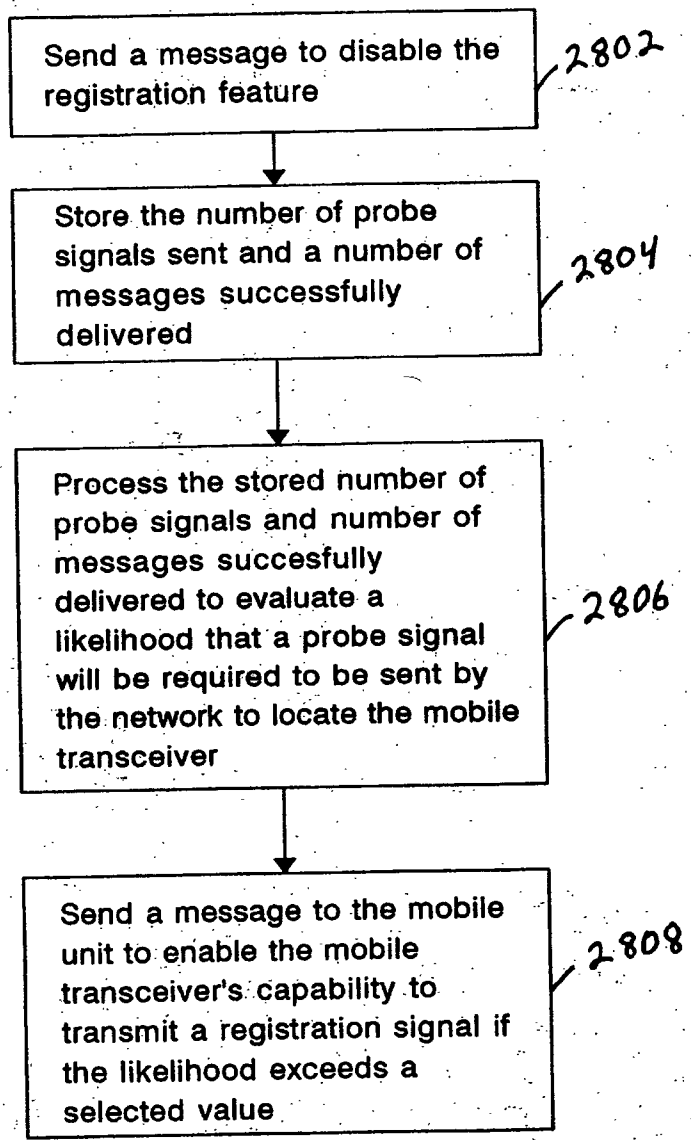 Send a message to disable the
registration feature
2802
Store the number of probe
signals sent and a number of
messages successfully
delivered
2804
Process the stored number of
probe signals and number of
messages succesfully
delivered to evaluate a
likelihood that a probe signal
will be required to be sent by
the network to locate the mobile
transceiver
2806
Send a message to the mobile
unit to enable the mobile
transceiver's capability to
transmit a registration signal if
the likelihood exceeds a
selected value
2808